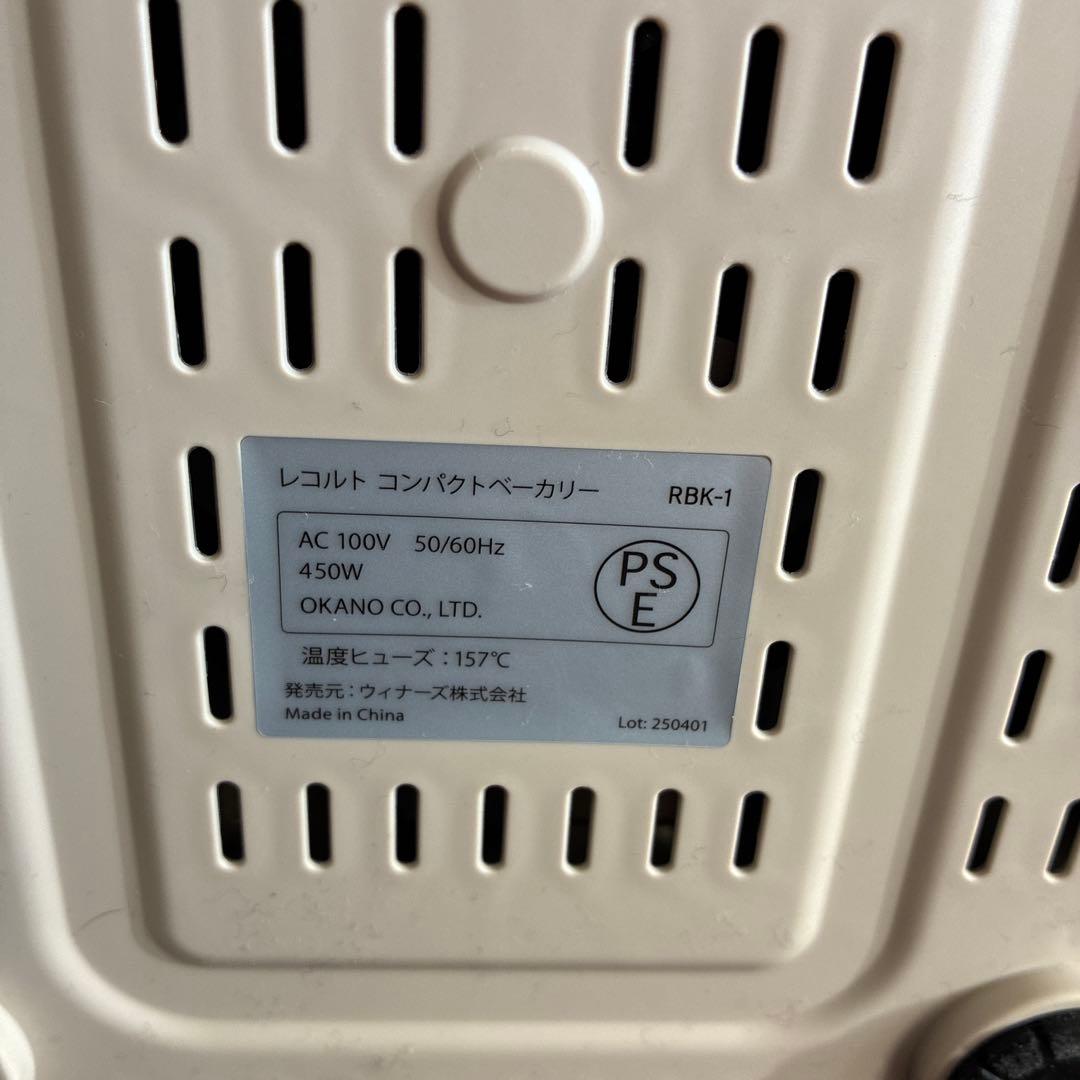 レコルト コンパクトベーカリー RBK-1
AC 100V 50/60Hz
450W
OKANO CO., LTD.
PS
E
温度ヒューズ：157℃
発売元：ウィナーズ株式会社
Made in China Lot: 250401